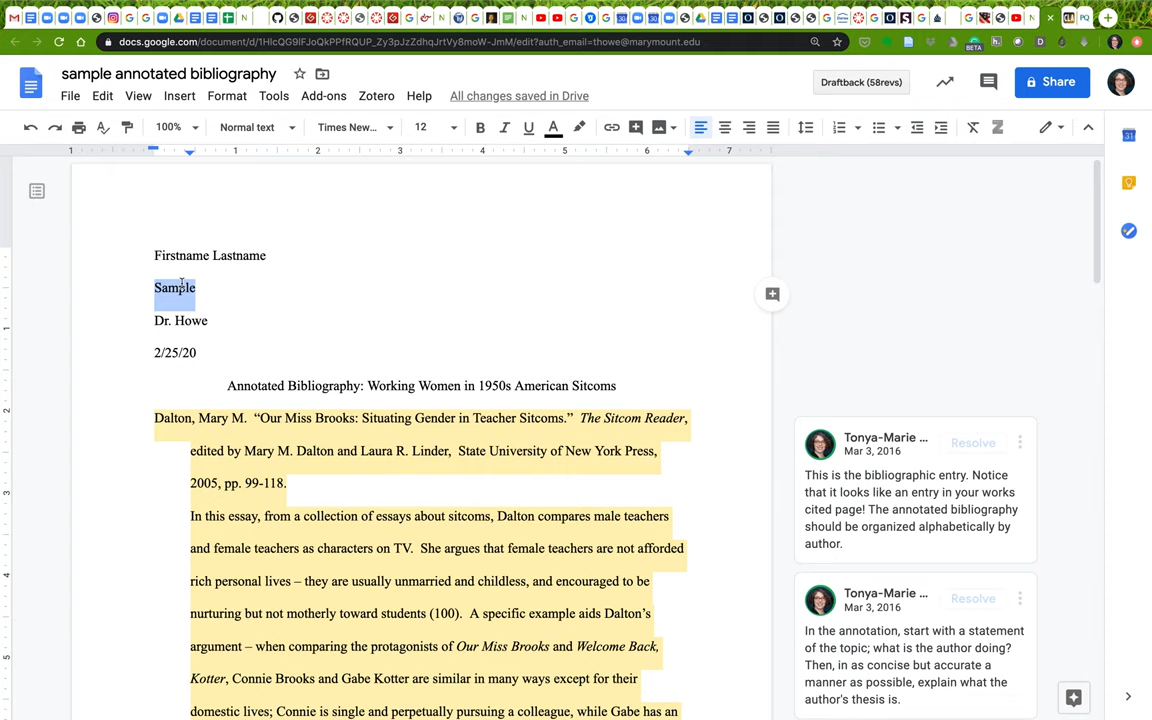 docs.google.com/document/d/1HlcQG9lFJoQkPPfRQUP_Zy3pJzZdhqJrtVy8moW-JmM/edit?auth_email=thowe@marymount.edu
BETA
sample annotated bibliography
File Edit View Insert Format Tools Add-ons Zotero Help All changes saved in Drive
Draftback (58revs)
Share
100% Normal text Times New... 12
1 1 2 3 4 5 6 7
Firstname Lastname
Sample
Dr. Howe
2/25/20
Annotated Bibliography: Working Women in 1950s American Sitcoms
Dalton, Mary M.  “Our Miss Brooks: Situating Gender in Teacher Sitcoms.”  The Sitcom Reader,
edited by Mary M. Dalton and Laura R. Linder,  State University of New York Press,
2005, pp. 99-118.
In this essay, from a collection of essays about sitcoms, Dalton compares male teachers
and female teachers as characters on TV.  She argues that female teachers are not afforded
rich personal lives – they are usually unmarried and childless, and encouraged to be
nurturing but not motherly toward students (100).  A specific example aids Dalton’s
argument – when comparing the protagonists of Our Miss Brooks and Welcome Back,
Kotter, Connie Brooks and Gabe Kotter are similar in many ways except for their
domestic lives; Connie is single and perpetually pursuing a colleague, while Gabe has an
Tonya-Marie ...
Resolve
Mar 3, 2016
This is the bibliographic entry. Notice
that it looks like an entry in your works
cited page! The annotated bibliography
should be organized alphabetically by
author.
Tonya-Marie ...
Resolve
Mar 3, 2016
In the annotation, start with a statement
of the topic; what is the author doing?
Then, in as concise but accurate a
manner as possible, explain what the
author's thesis is.